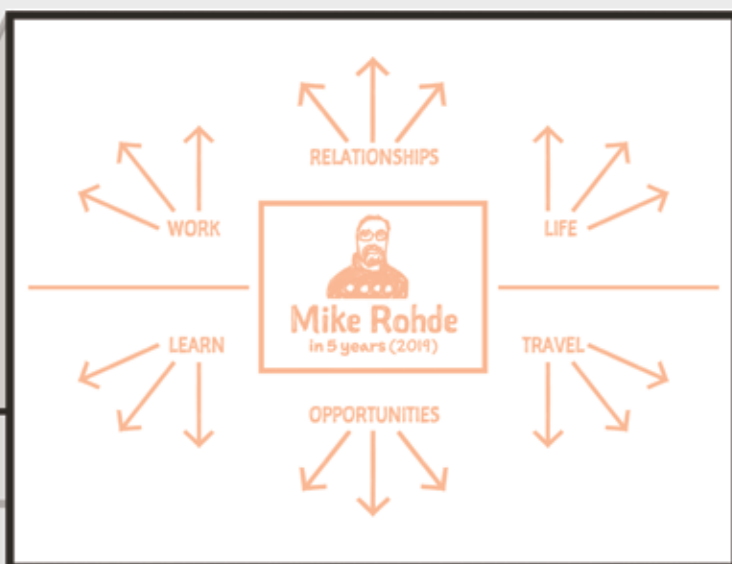 RELATIONSHIPS
WORK
LIFE
Mike Rohde
in 5 years (2019)
LEARN
TRAVEL
OPPORTUNITIES